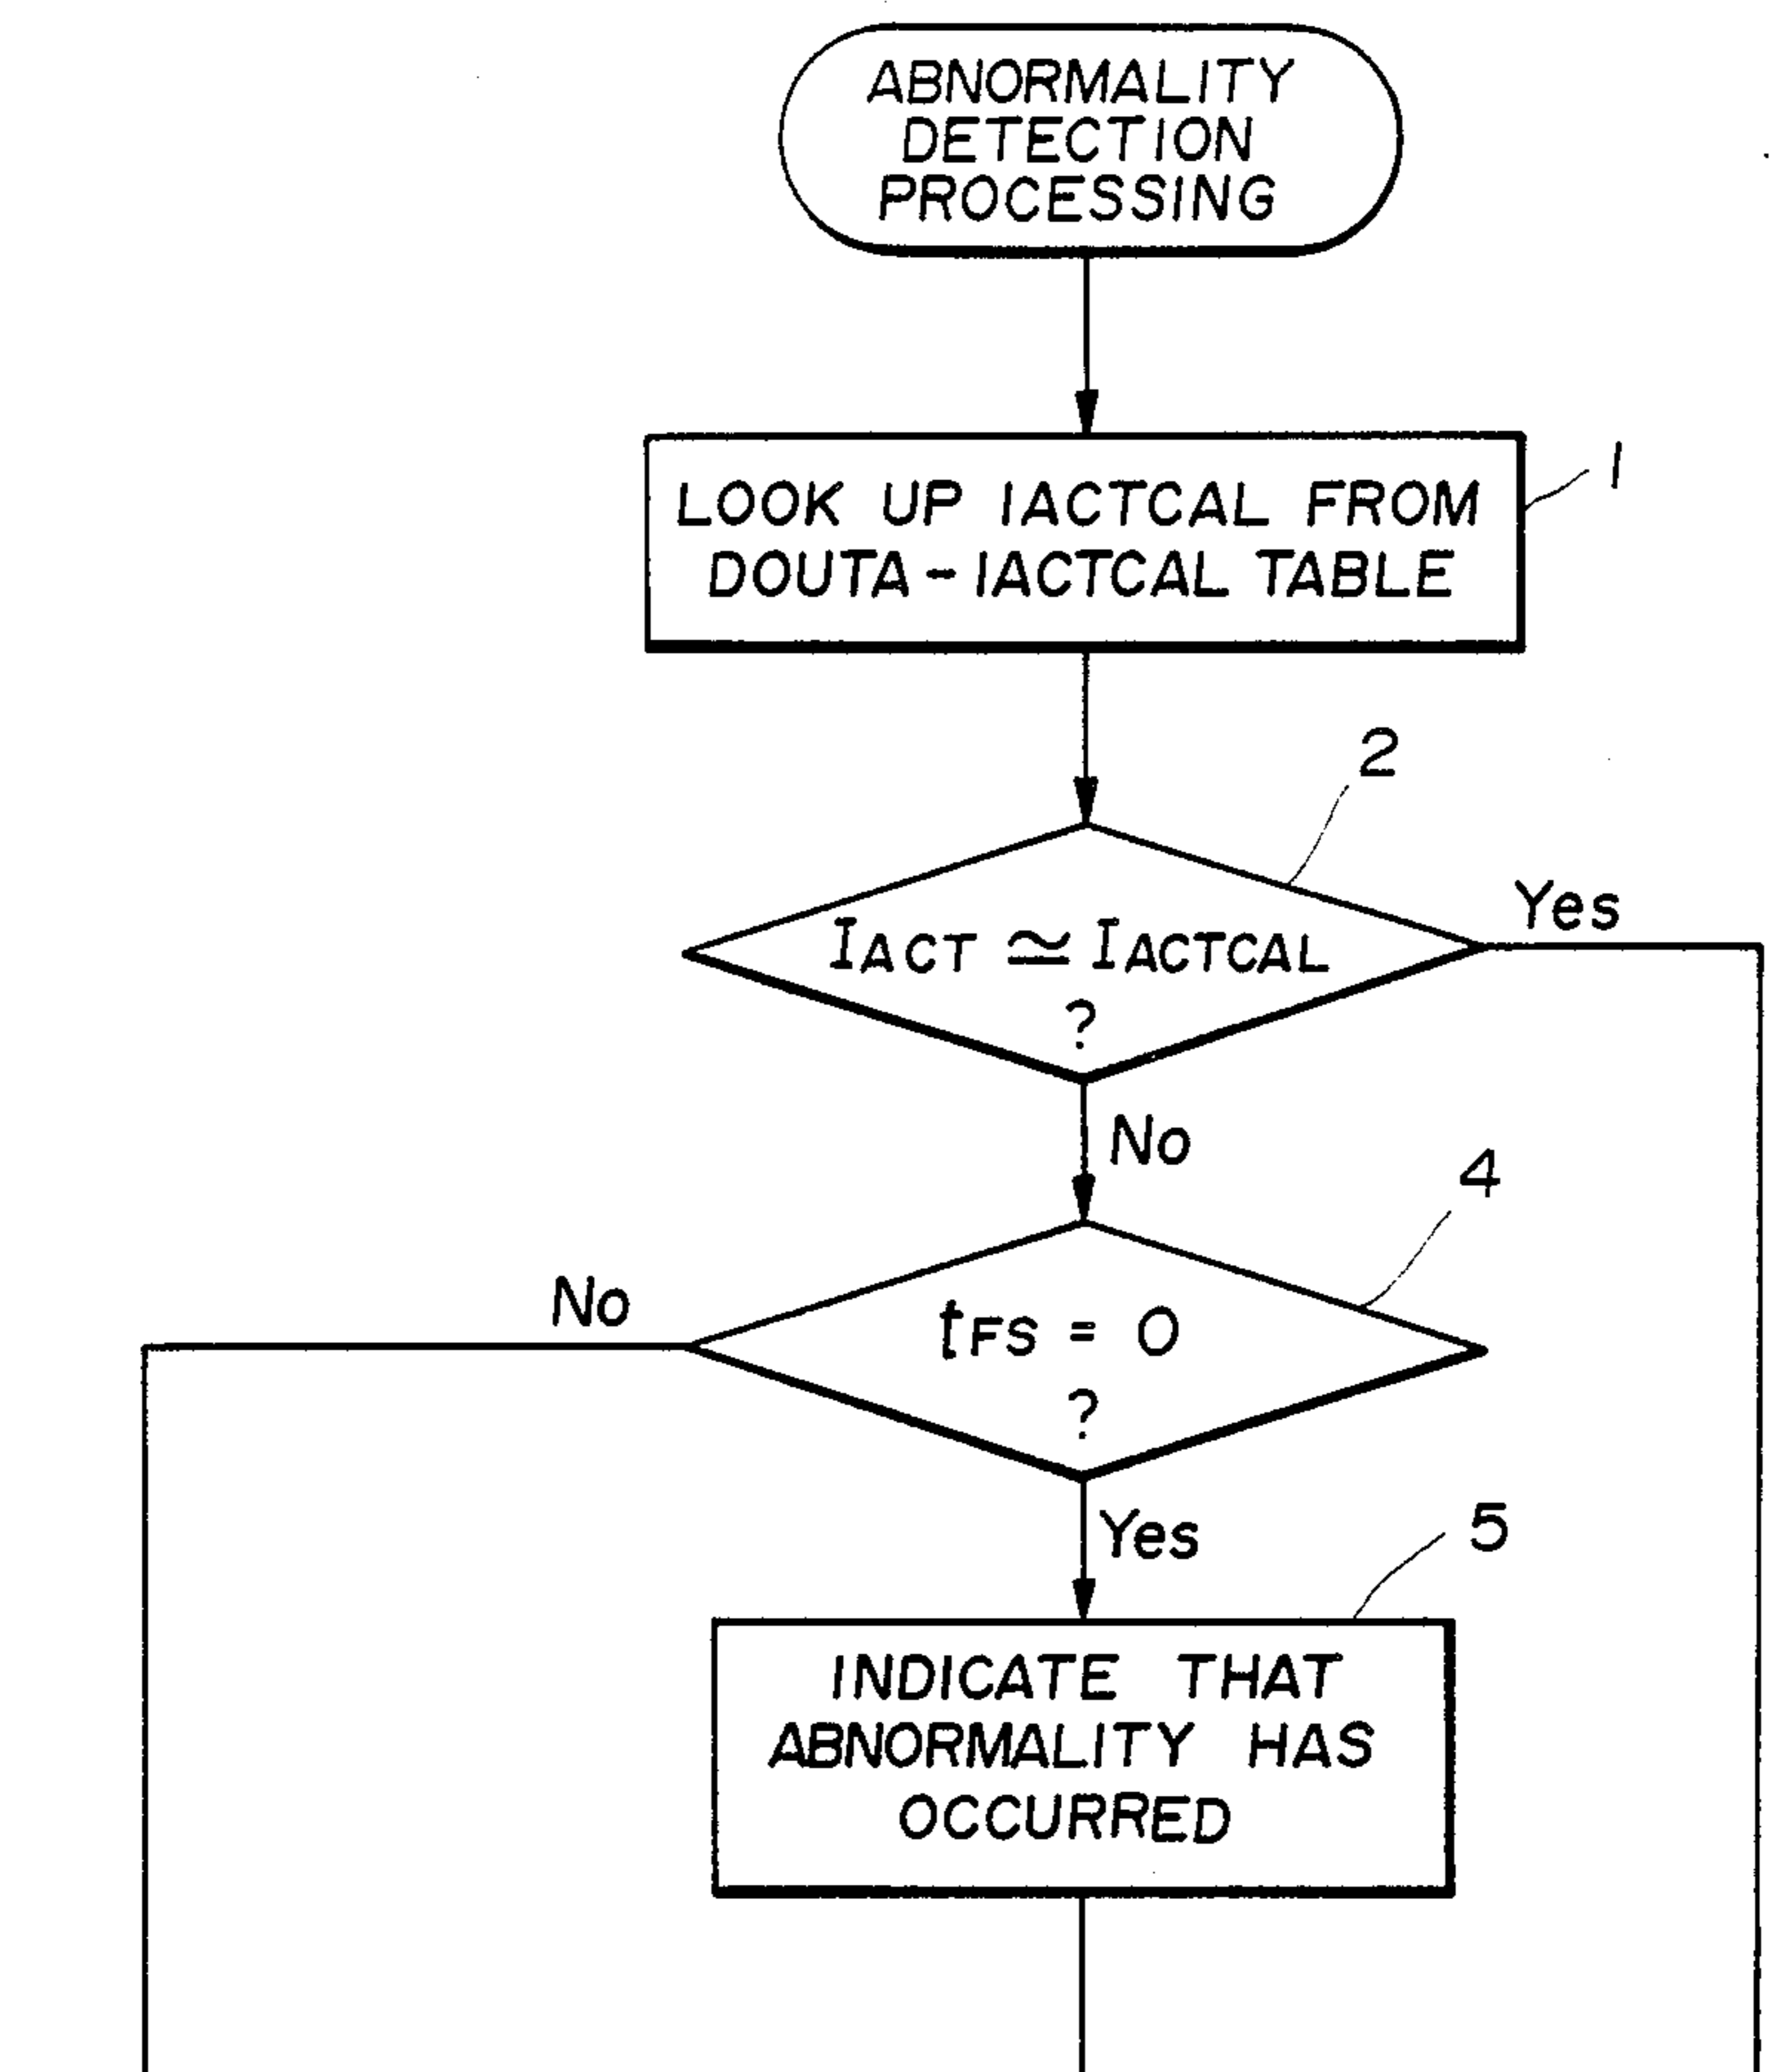 ABNORMALITY
DETECTION
PROCESSING
1
LOOK UP IACTCAL FROM
DOUTA-IACTCAL TABLE
2
Yes
IACT ≃ IACTCAL
?
No
4
No
tFS = 0
?
Yes
5
INDICATE THAT
ABNORMALITY HAS
OCCURRED